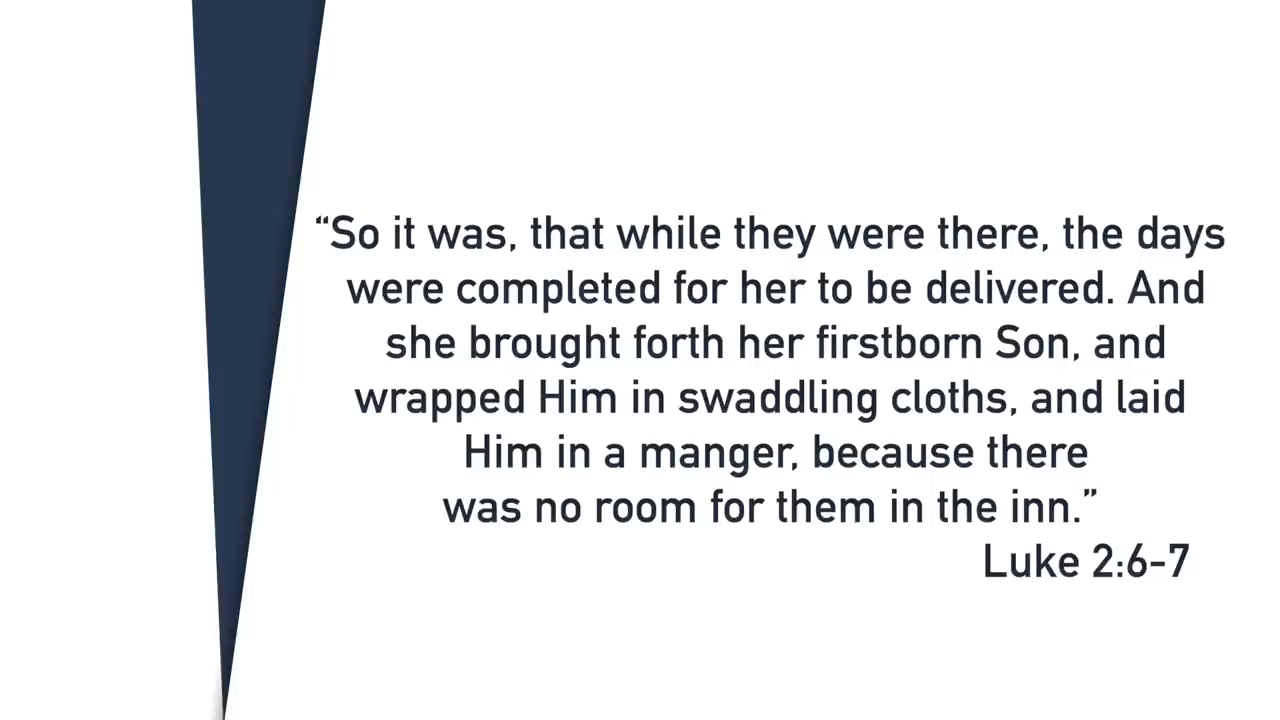 “So it was, that while they were there, the days
were completed for her to be delivered. And
she brought forth her firstborn Son, and
wrapped Him in swaddling cloths, and laid
Him in a manger, because there
was no room for them in the inn.”
Luke 2:6-7